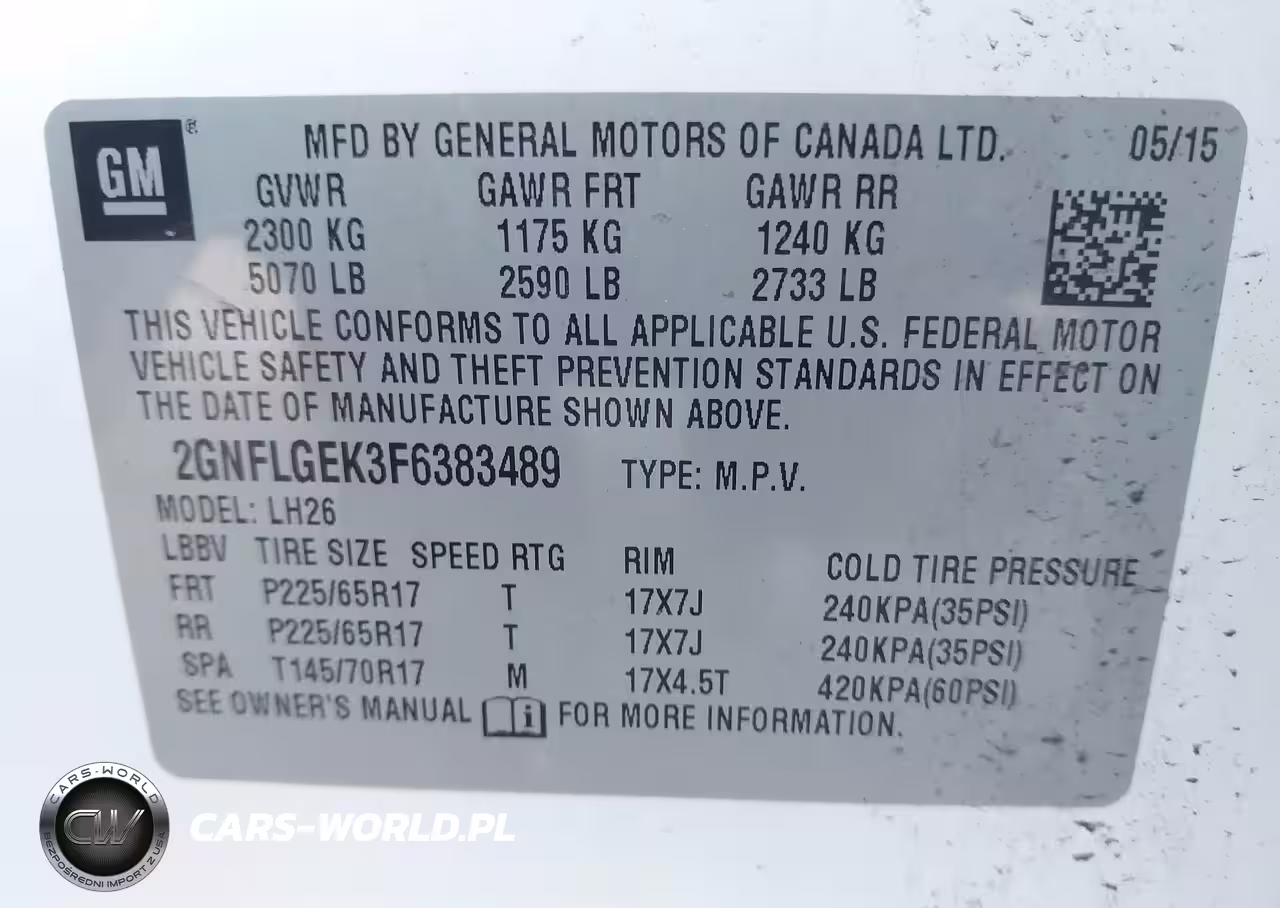 GM
MFD BY GENERAL MOTORS OF CANADA LTD. 05/15
GVWR GAWR FRT GAWR RR
2300 KG 1175 KG 1240 KG
5070 LB 2590 LB 2733 LB
THIS VEHICLE CONFORMS TO ALL APPLICABLE U.S. FEDERAL MOTOR
VEHICLE SAFETY AND THEFT PREVENTION STANDARDS IN EFFECT ON
THE DATE OF MANUFACTURE SHOWN ABOVE.
2GNFLGEK3F6383489 TYPE: M.P.V.
MODEL: LH26
LBBV TIRE SIZE SPEED RTG RIM COLD TIRE PRESSURE
FRT P225/65R17 T 17X7J 240KPA(35PSI)
RR P225/65R17 T 17X7J 240KPA(35PSI)
SPA T145/70R17 M 17X4.5T 420KPA(60PSI)
SEE OWNER'S MANUAL FOR MORE INFORMATION.
CARS-WORLD
CW
BEZPOŚREDNI IMPORT Z USA
CARS-WORLD.PL